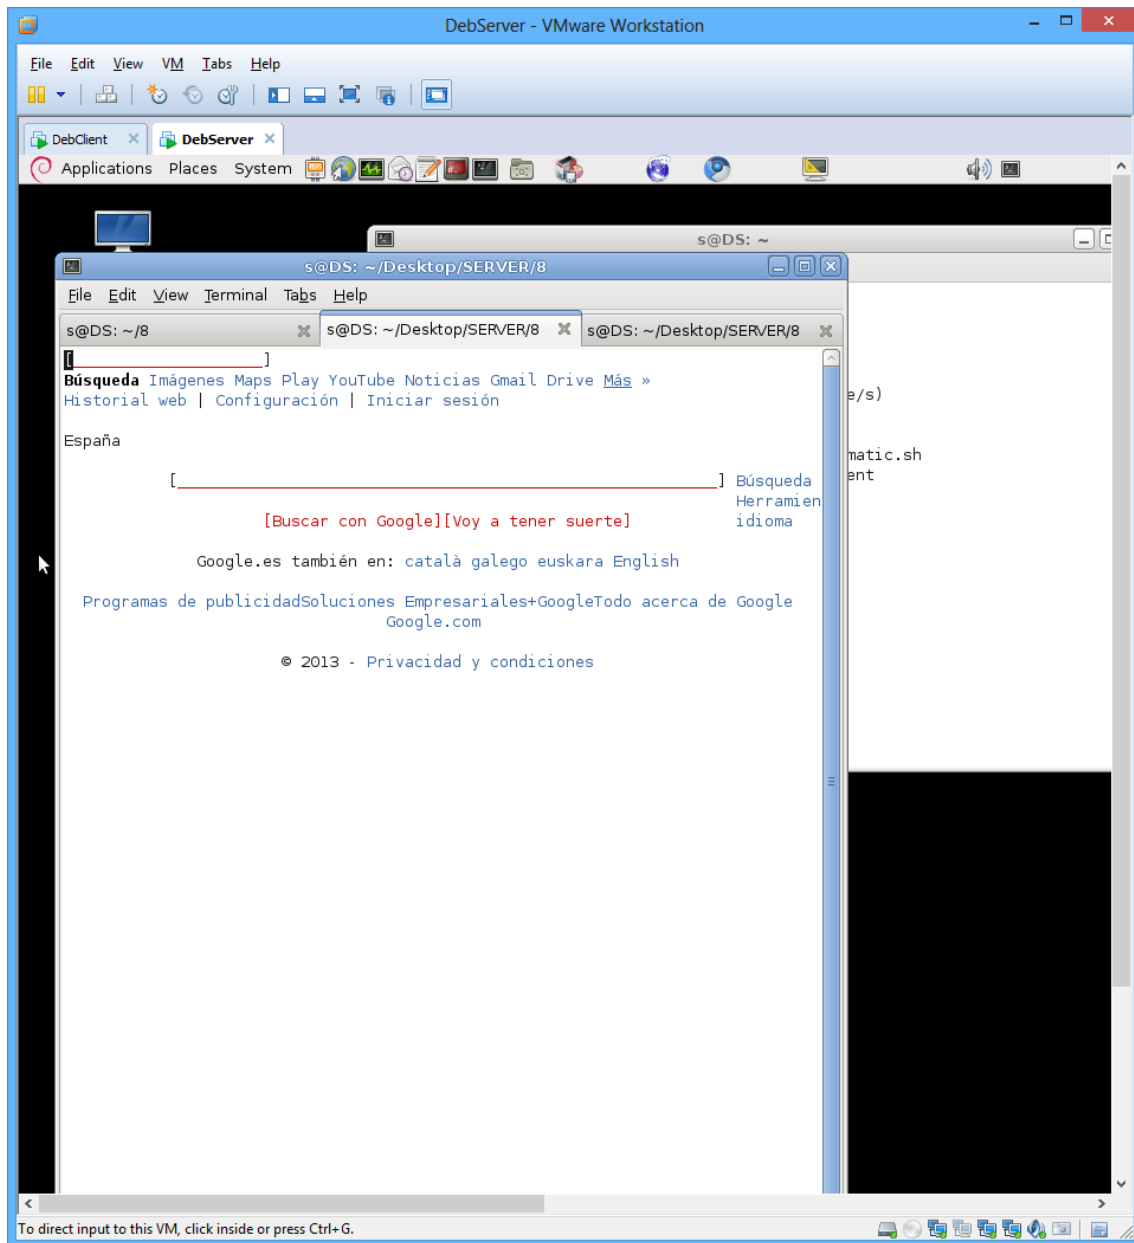 DebServer - VMware Workstation
File Edit View VM Tabs Help
DebClient DebServer
Applications Places System
s@DS: ~
s@DS: ~/Desktop/SERVER/8
File Edit View Terminal Tabs Help
s@DS: ~/8 s@DS: ~/Desktop/SERVER/8 s@DS: ~/Desktop/SERVER/8
[____________________]
Búsqueda Imágenes Maps Play YouTube Noticias Gmail Drive Más »
Historial web | Configuración | Iniciar sesión
e/s)
España
matic.sh
ent
[__________________________________________________________] Búsqueda
Herramien
[Buscar con Google][Voy a tener suerte] idioma
Google.es también en: català galego euskara English
Programas de publicidadSoluciones Empresariales+GoogleTodo acerca de Google
Google.com
© 2013 - Privacidad y condiciones
To direct input to this VM, click inside or press Ctrl+G.